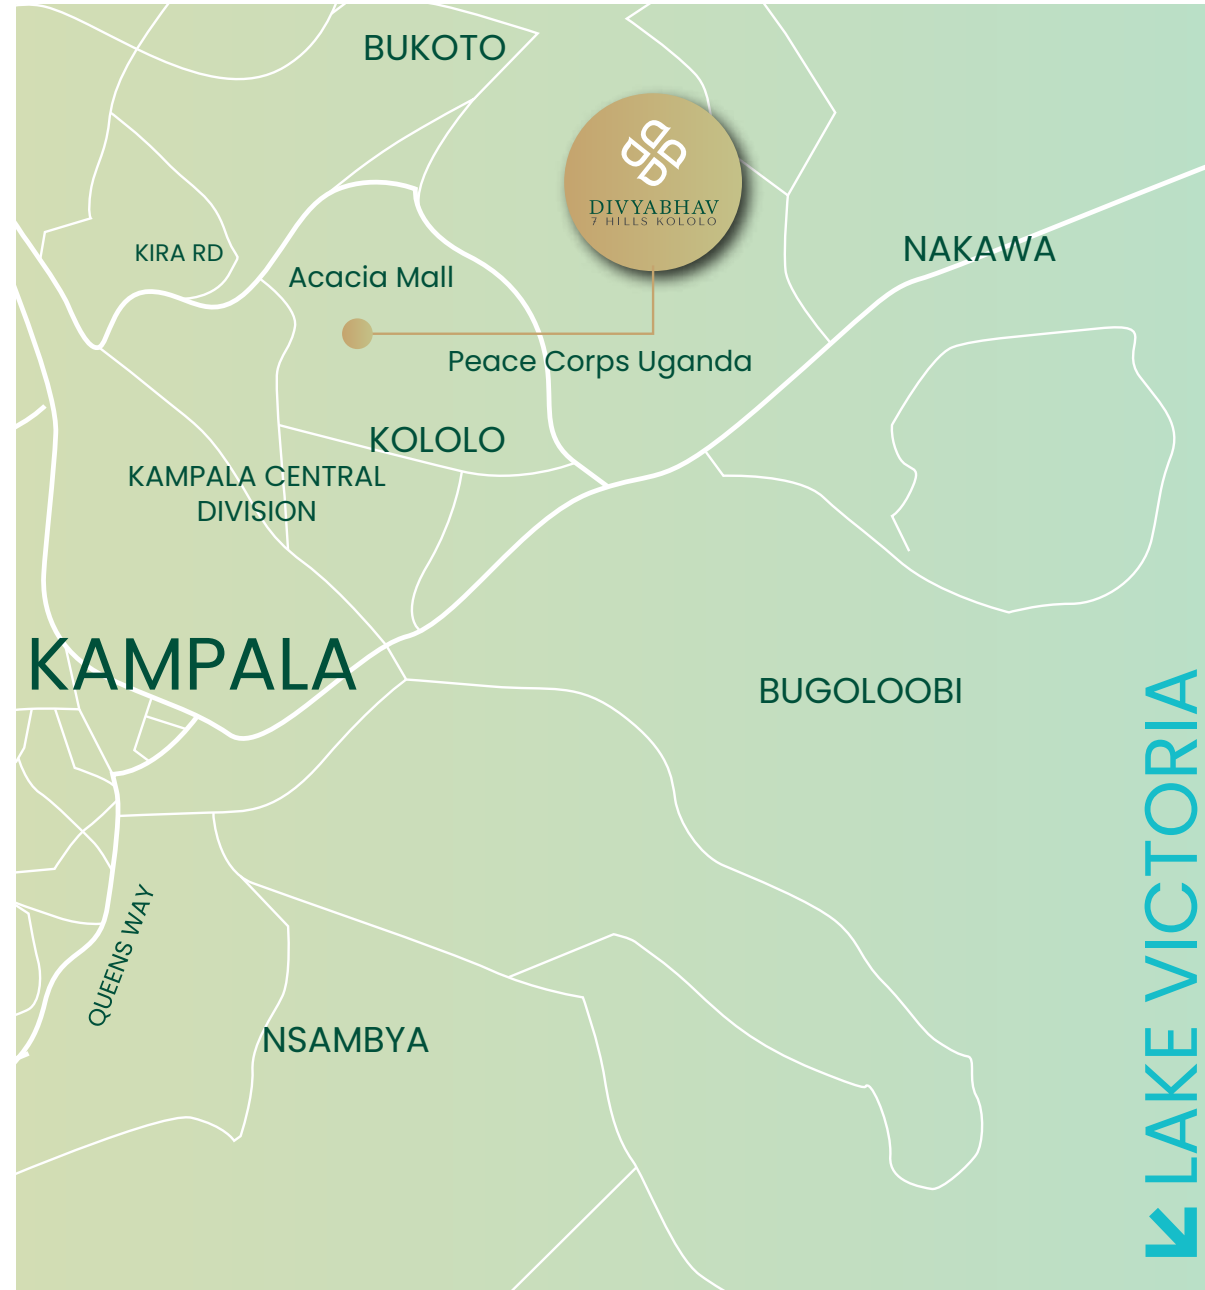 BUKOTO
DIVYABHAV
7 HILLS KOLOLO
KIRA RD
NAKAWA
Acacia Mall
Peace Corps Uganda
KOLOLO
KAMPALA CENTRAL
DIVISION
KAMPALA
BUGOLOOBI
LAKE VICTORIA
QUEENS WAY
NSAMBYA